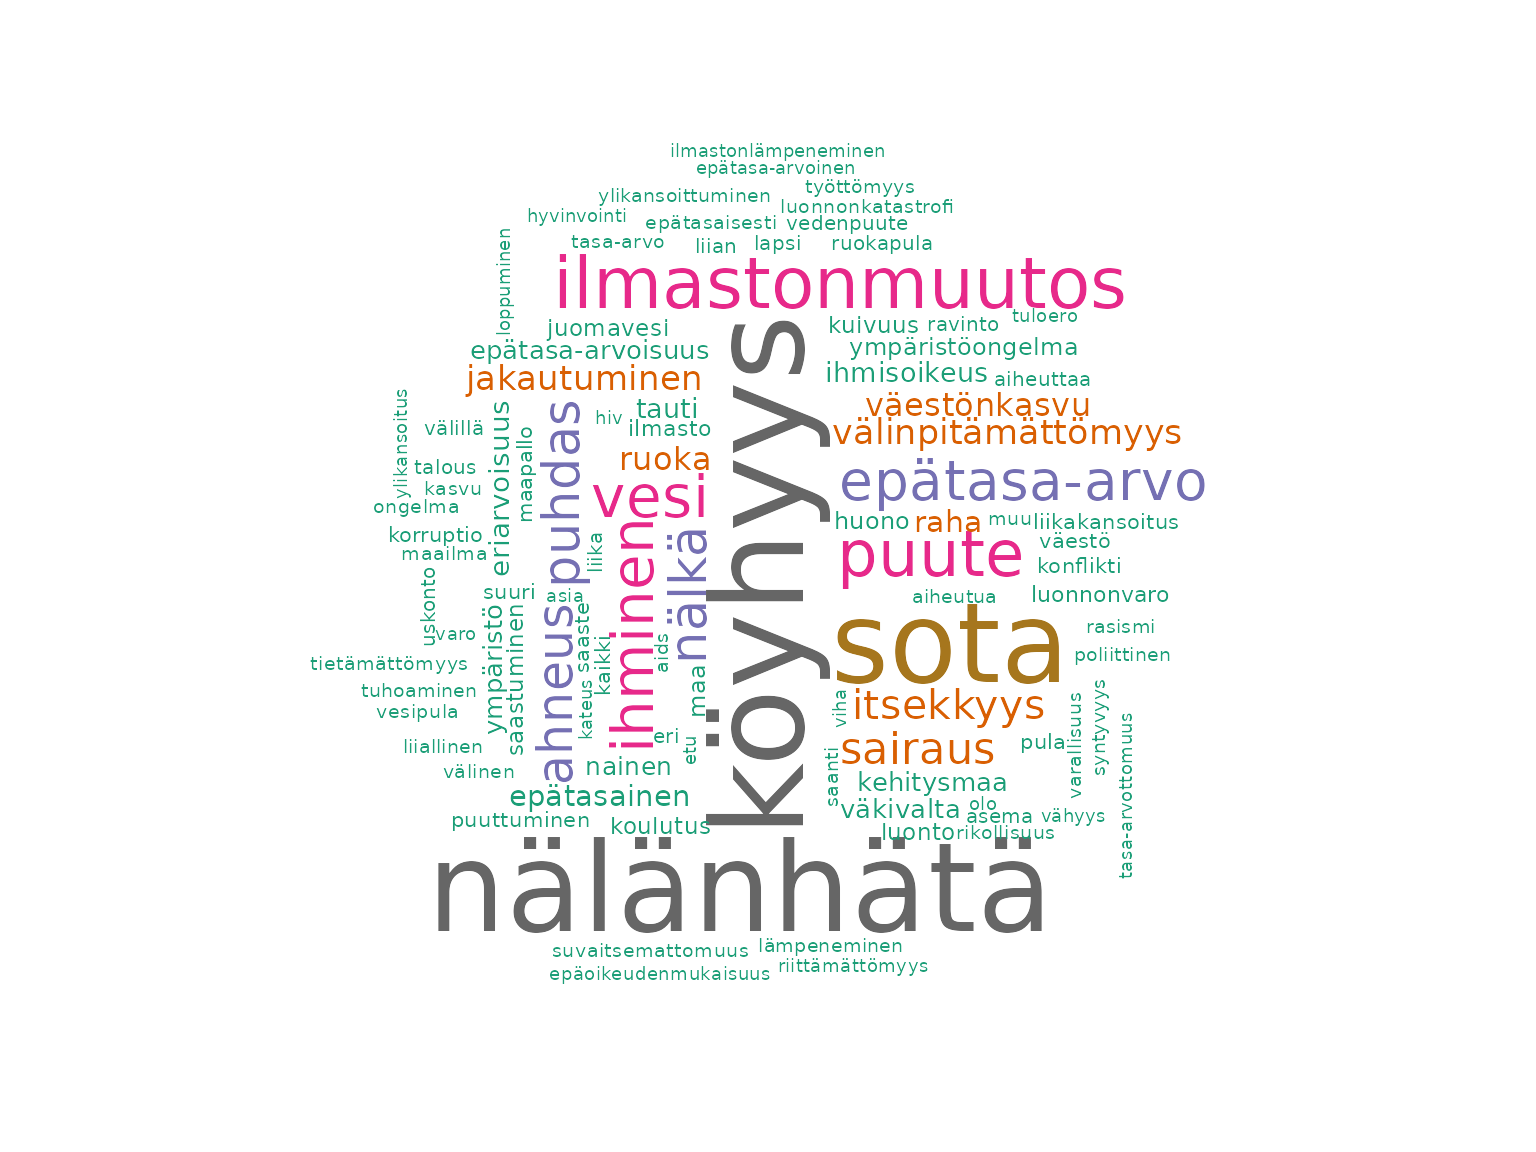 ilmastonlämpeneminen
epätasa-arvoinen
työttömyys
ylikansoittuminen
luonnonkatastrofi
hyvinvointi
epätasaisesti
vedenpuute
tasa-arvo
liian
lapsi
ruokapula
loppuminen
ilmastonmuutos
juomavesi
kuivuus
ravinto
tuloero
epätasa-arvoisuus
ympäristöongelma
jakautuminen
ihmisoikeus
aiheuttaa
köyhyys
ylikansoitus
välillä
eriarvoisuus
maapallo
puhdas
hiv
tauti
ilmasto
väestönkasvu
välinpitämättömyys
talous
kasvu
ongelma
ruoka
vesi
epätasa-arvo
korruptio
maailma
liika
ihminen
nälkä
huono
raha
muu
liikakansoitus
puute
väestö
konflikti
uskonto
varo
suuri
asia
aiheutua
luonnonvaro
ympäristö
saastuminen
ahneus
saaste
kaikki
kateus
aids
maa
sota
rasismi
poliittinen
tietämättömyys
tuhoaminen
vesipula
viha
itsekkyys
varallisuus
syntyvyys
tasa-arvottomuus
liiallinen
välinen
eri
etu
sairaus
pula
nainen
saanti
kehitysmaa
epätasainen
väkivalta
olo
asema
vähyys
puuttuminen
koulutus
luonto
rikollisuus
nälänhätä
suvaitsemattomuus
lämpeneminen
epäoikeudenmukaisuus
riittämättömyys